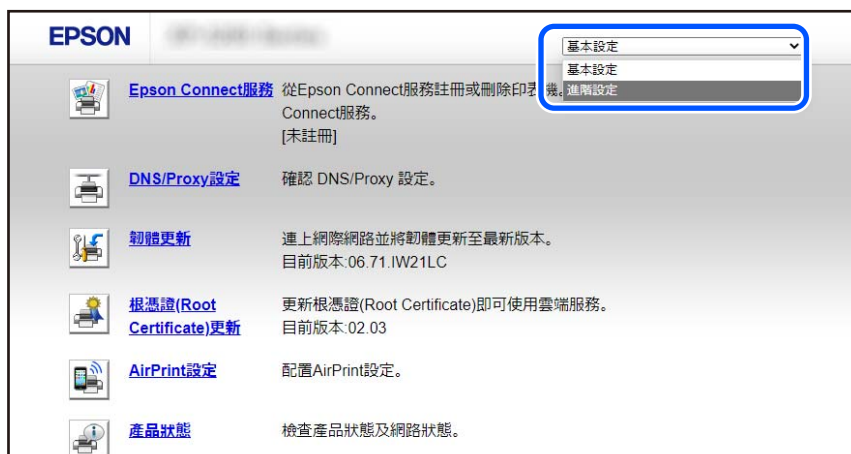 EPSON
基本設定
基本設定
進階設定
Epson Connect服務 從Epson Connect服務註冊或刪除印表機。
Connect服務。
[未註冊]
DNS/Proxy設定 確認 DNS/Proxy 設定。
韌體更新 連上網際網路並將韌體更新至最新版本。
目前版本:06.71.IW21LC
根憑證(Root 更新根憑證(Root Certificate)即可使用雲端服務。
Certificate)更新 目前版本:02.03
AirPrint設定 配置AirPrint設定。
產品狀態 檢查產品狀態及網路狀態。